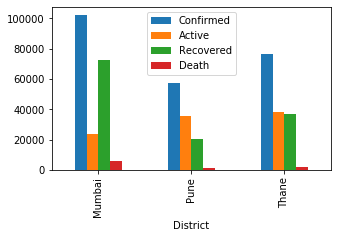 Confirmed
Active
Recovered
Death
100000
80000
60000
40000
20000
0
Mumbai
Pune
Thane
District